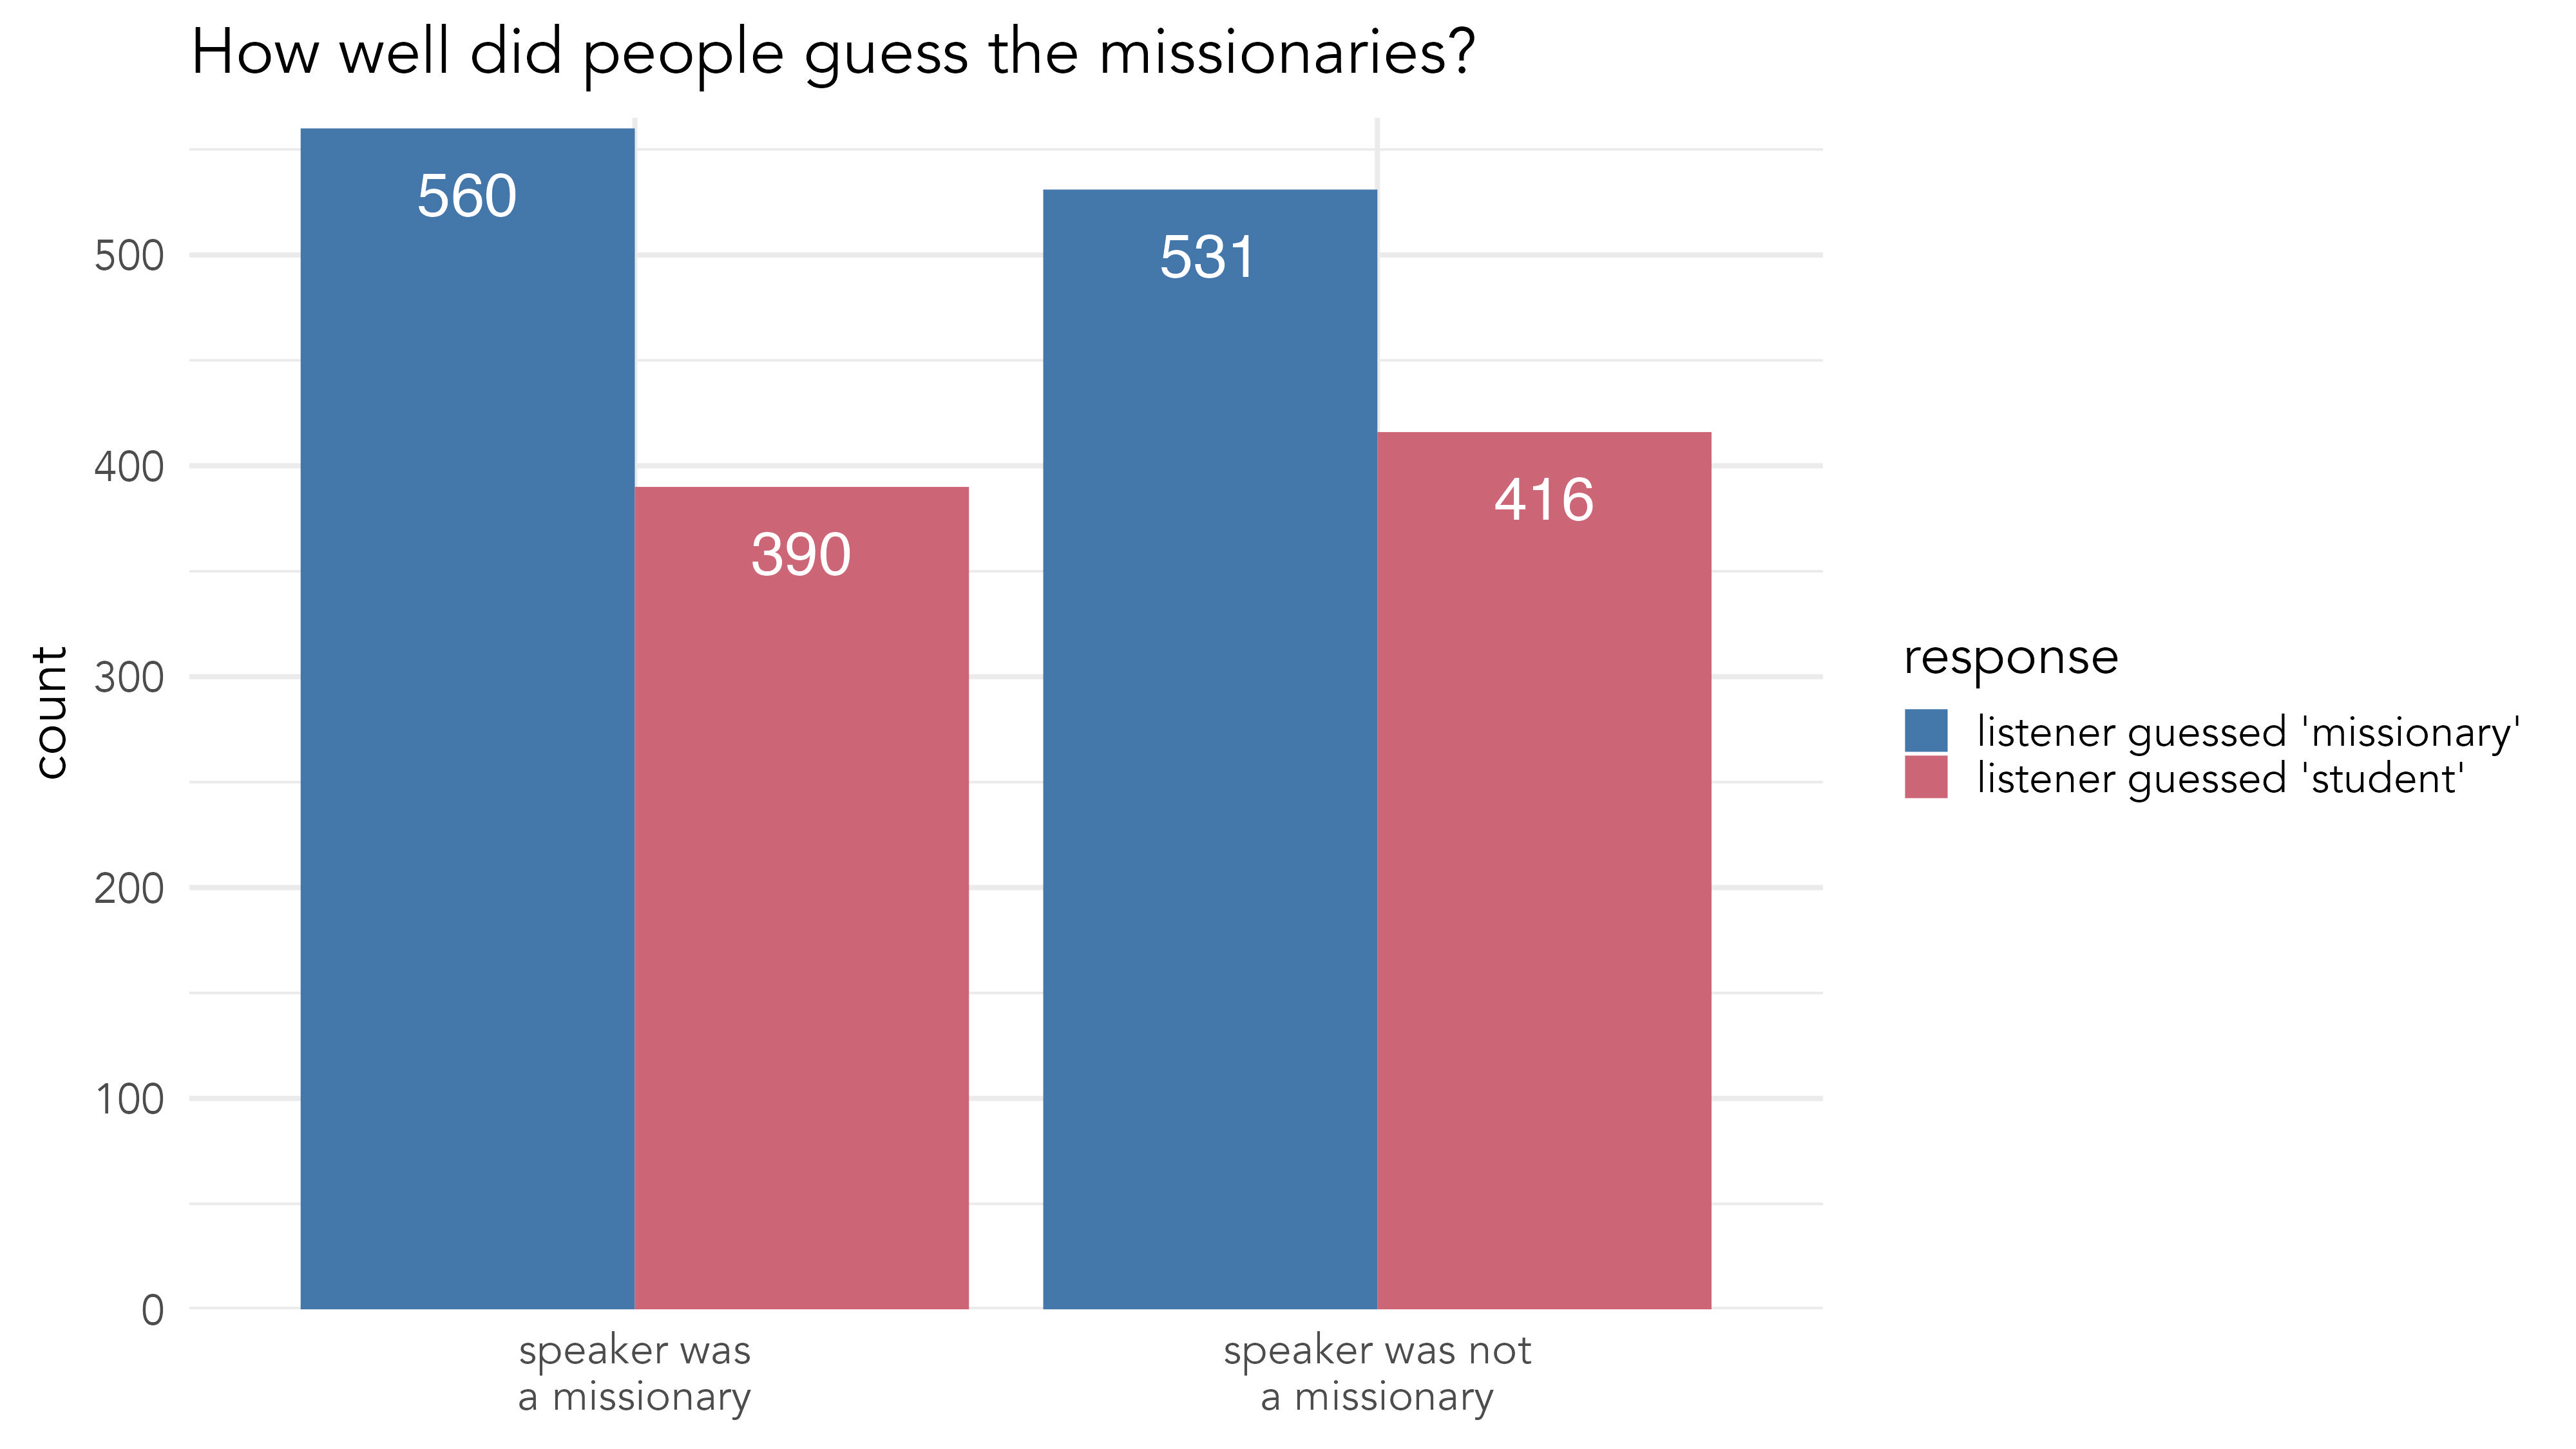 How well did people guess the missionaries?
560
531
390
416
500
400
300
200
100
0
count
speaker was
a missionary
speaker was not
a missionary
response
listener guessed 'missionary'
listener guessed 'student'